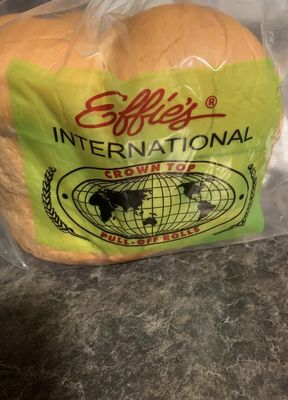 Effie's ®
INTERNATIONAL
CROWN TOP
PULL-OFF ROLLS